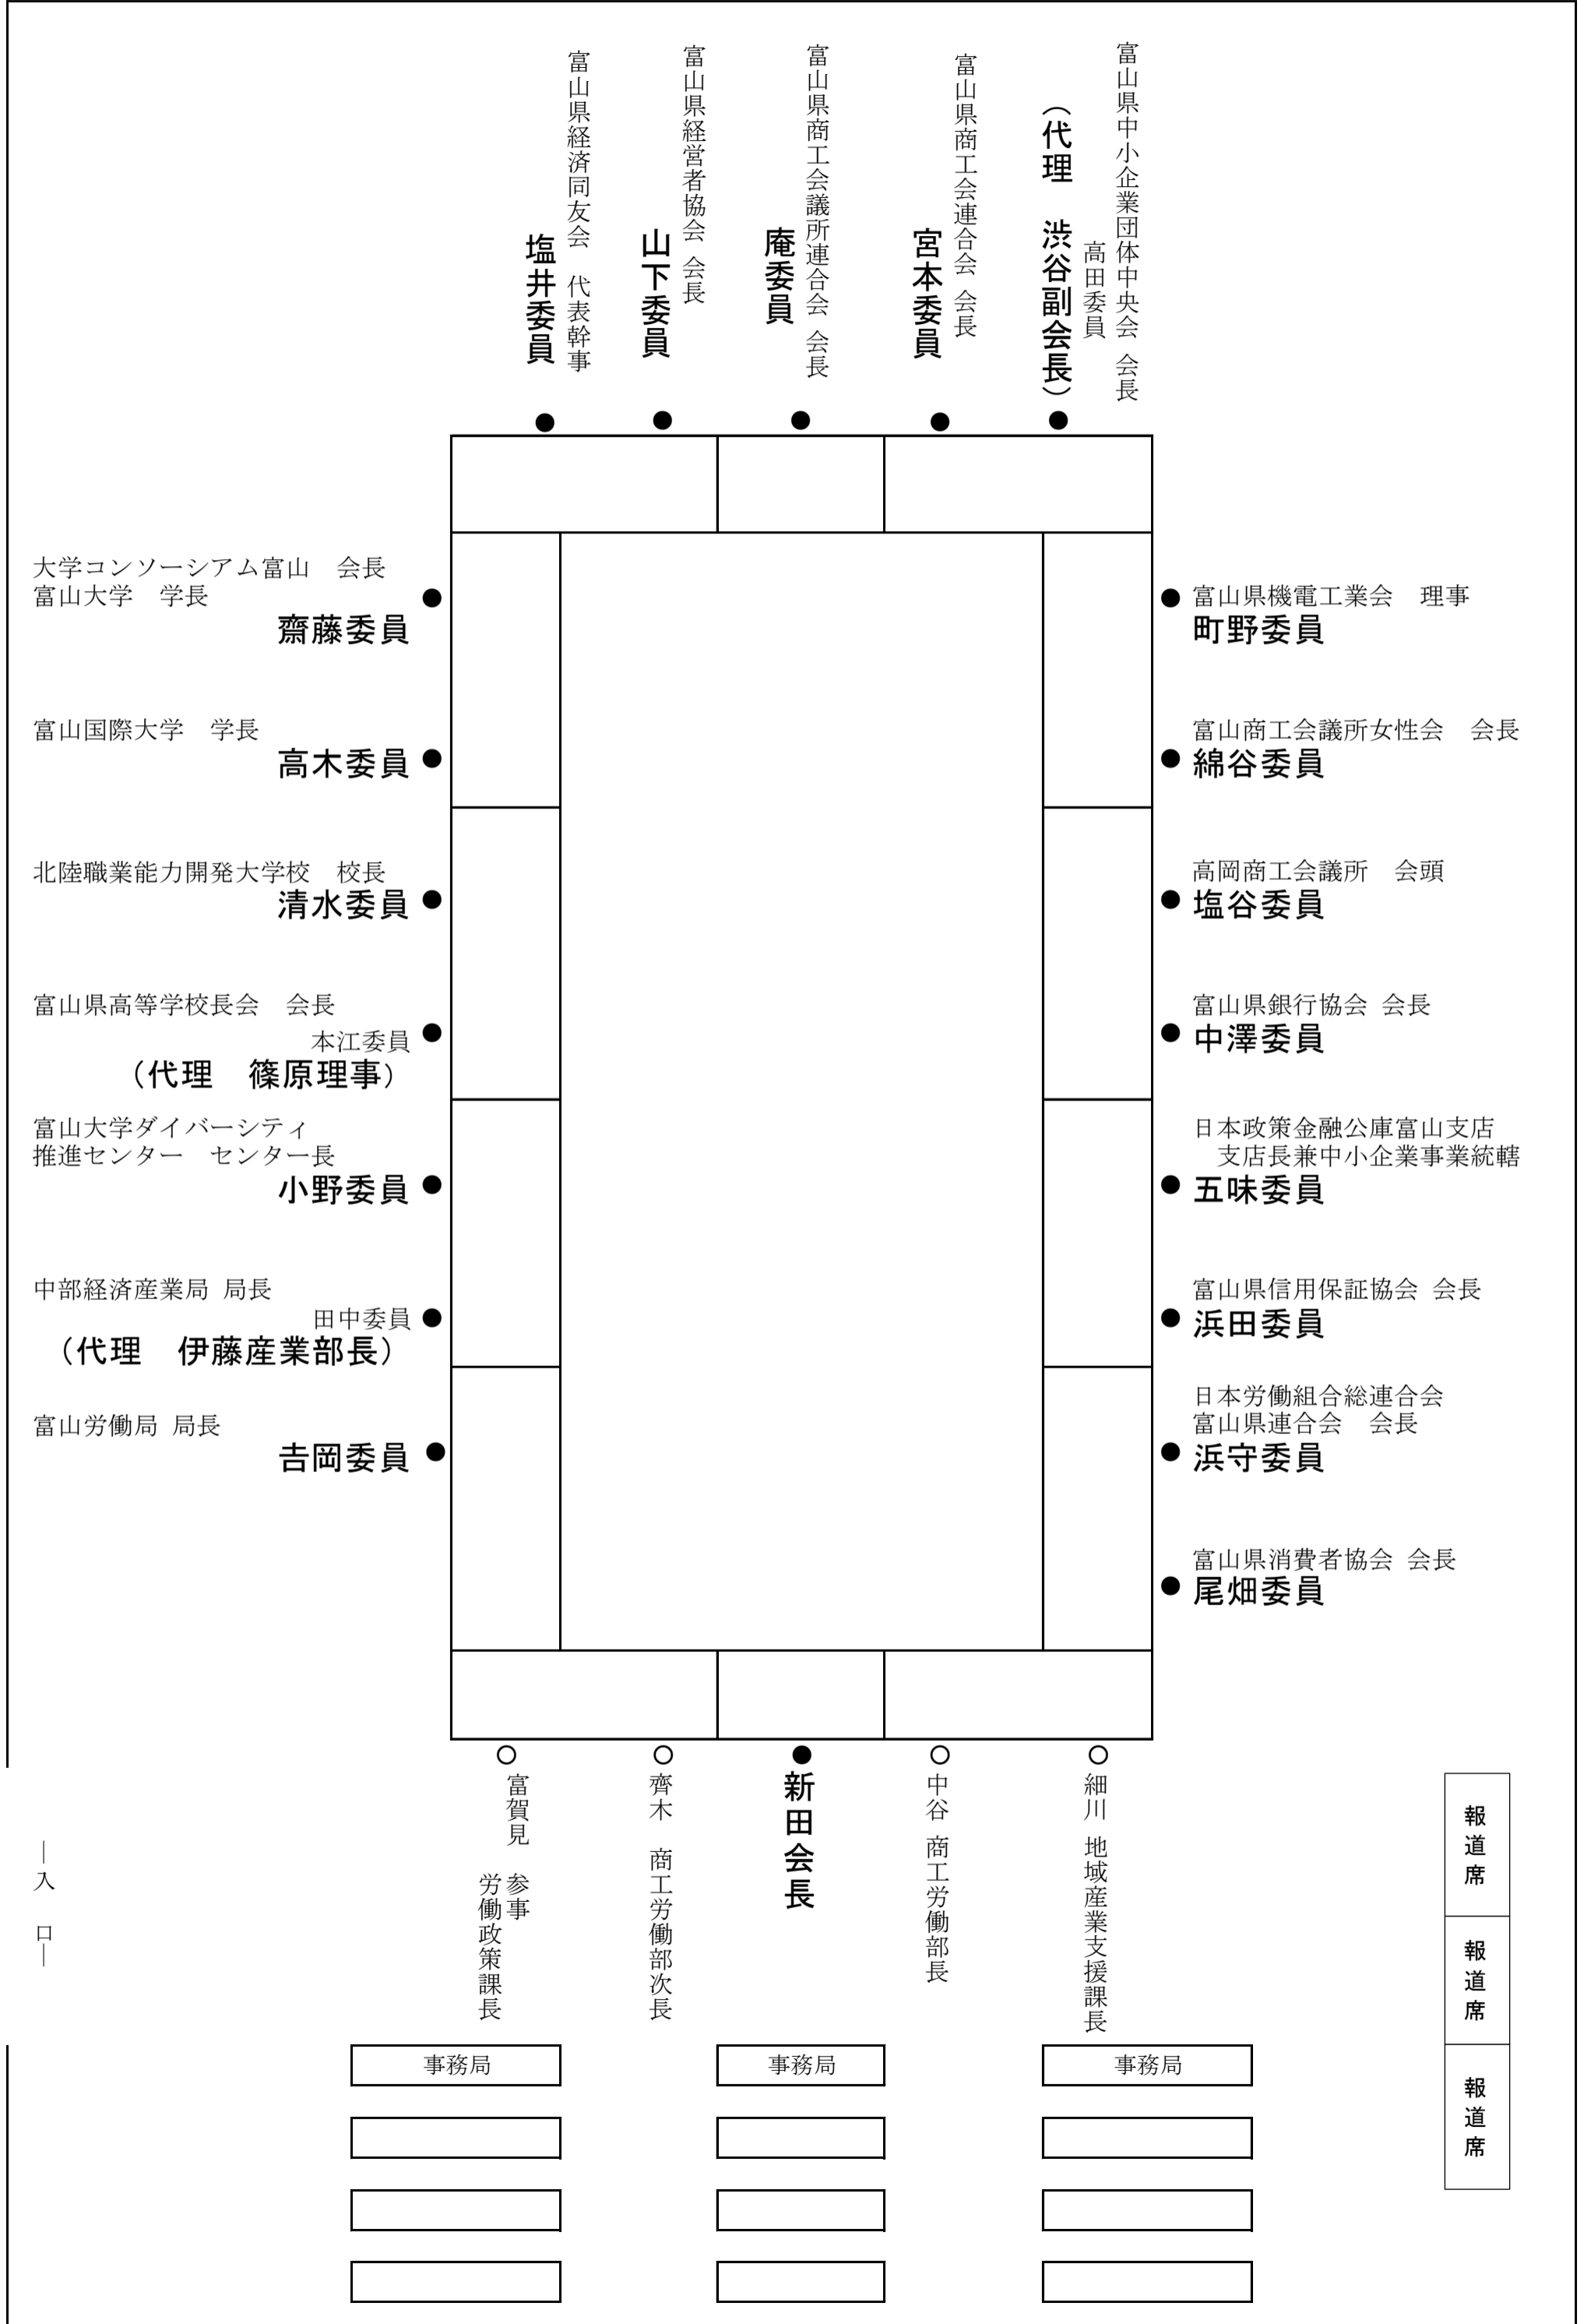 富山県中小企業団体中央会 会長
高田委員
（代理　渋谷副会長）
富山県商工会連合会 会長
宮本委員
富山県商工会議所連合会 会長
庵委員
富山県経営者協会 会長
山下委員
富山県経済同友会　代表幹事
塩井委員
大学コンソーシアム富山　会長
富山大学　学長
齋藤委員
富山国際大学　学長
高木委員
北陸職業能力開発大学校　校長
清水委員
富山県高等学校長会　会長
本江委員
（代理　篠原理事）
富山大学ダイバーシティ
推進センター　センター長
小野委員
中部経済産業局 局長
田中委員
（代理　伊藤産業部長）
富山労働局 局長
𠮷岡委員
富山県機電工業会　理事
町野委員
富山商工会議所女性会　会長
綿谷委員
高岡商工会議所　会頭
塩谷委員
富山県銀行協会 会長
中澤委員
日本政策金融公庫富山支店
支店長兼中小企業事業統轄
五味委員
富山県信用保証協会 会長
浜田委員
日本労働組合総連合会
富山県連合会　会長
浜守委員
富山県消費者協会 会長
尾畑委員
細川 地域産業支援課長
中谷 商工労働部長
新田会長
齊木　商工労働部次長
富賀見　参事
労働政策課長
―入　口―
報道席
報道席
報道席
事務局
事務局
事務局